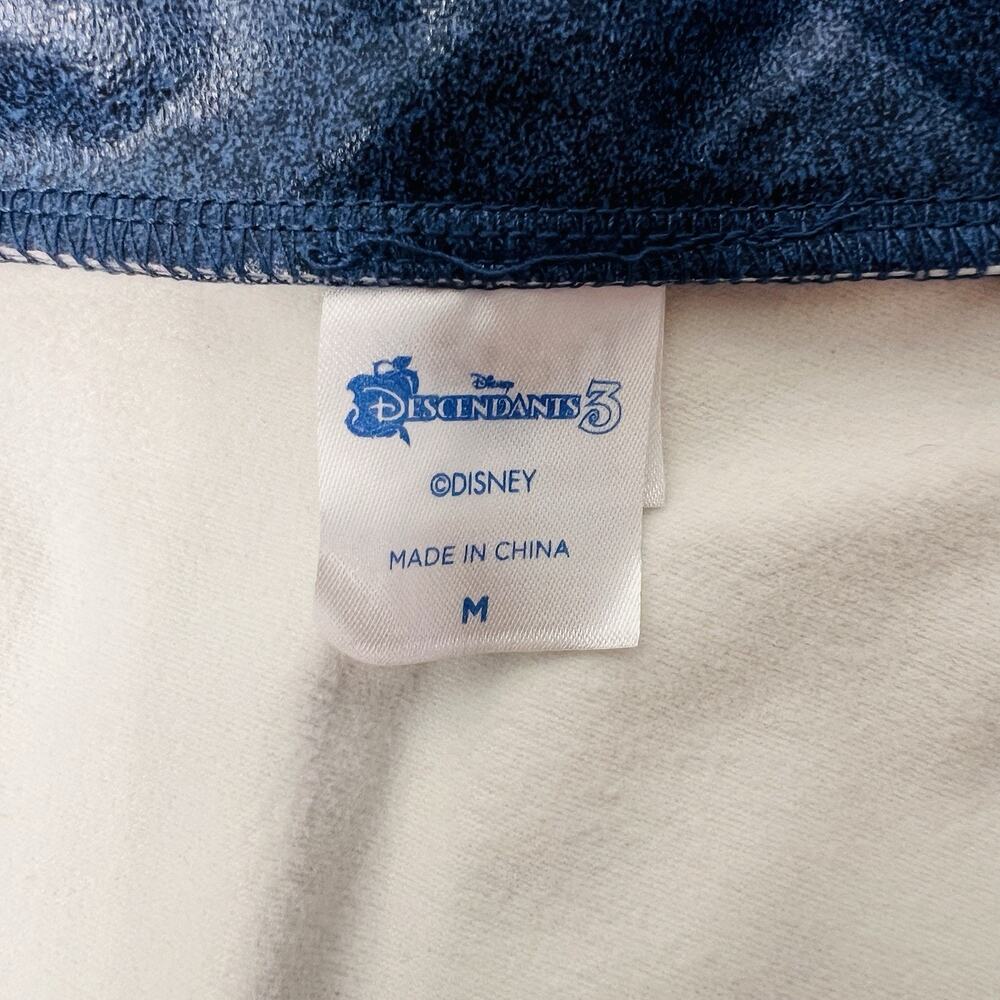 Disney
DESCENDANTS 3
©DISNEY
MADE IN CHINA
M